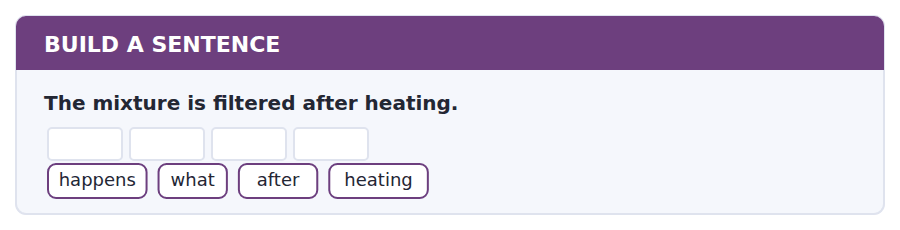 BUILD A SENTENCE
The mixture is filtered after heating.
happens what after heating